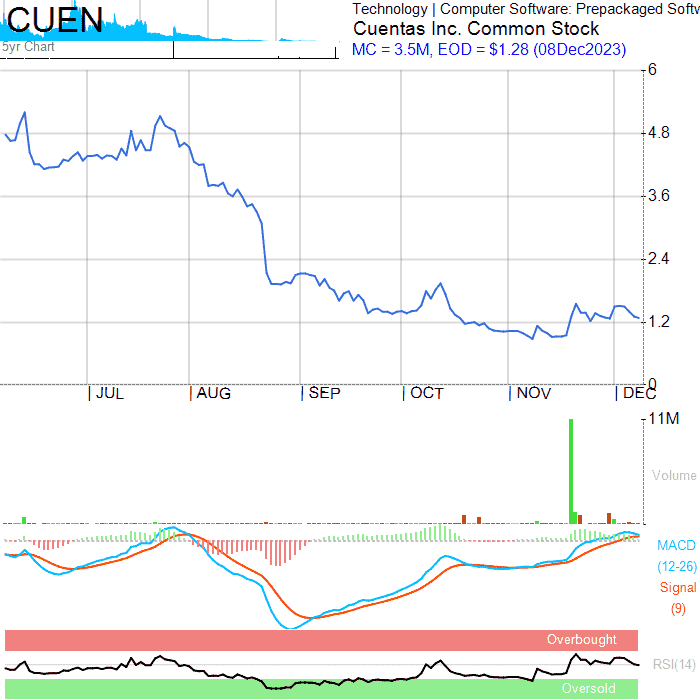 CUEN
5yr Chart
Technology | Computer Software: Prepackaged Softw
Cuentas Inc. Common Stock
MC = 3.5M, EOD = $1.28 (08Dec2023)
6
4.8
3.6
2.4
1.2
0
JUL AUG SEP OCT NOV DEC
11M
Volume
MACD
(12-26)
Signal
(9)
Overbought
RSI(14)
Oversold